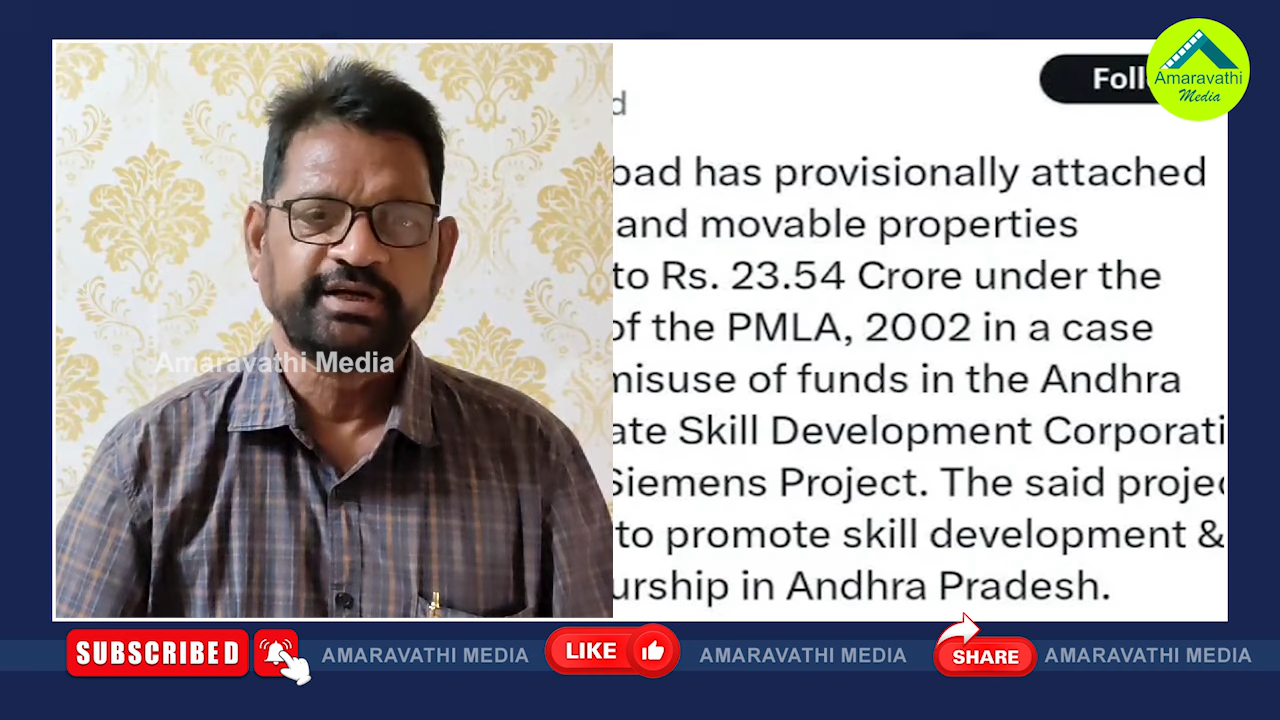 Foll
Amaravathi
Media
d
bad has provisionally attached
and movable properties
to Rs. 23.54 Crore under the
of the PMLA, 2002 in a case
misuse of funds in the Andhra
ate Skill Development Corporati
Siemens Project. The said projec
to promote skill development &
urship in Andhra Pradesh.
Amaravathi Media
SUBSCRIBED
AMARAVATHI MEDIA
LIKE
AMARAVATHI MEDIA
SHARE
AMARAVATHI MEDIA